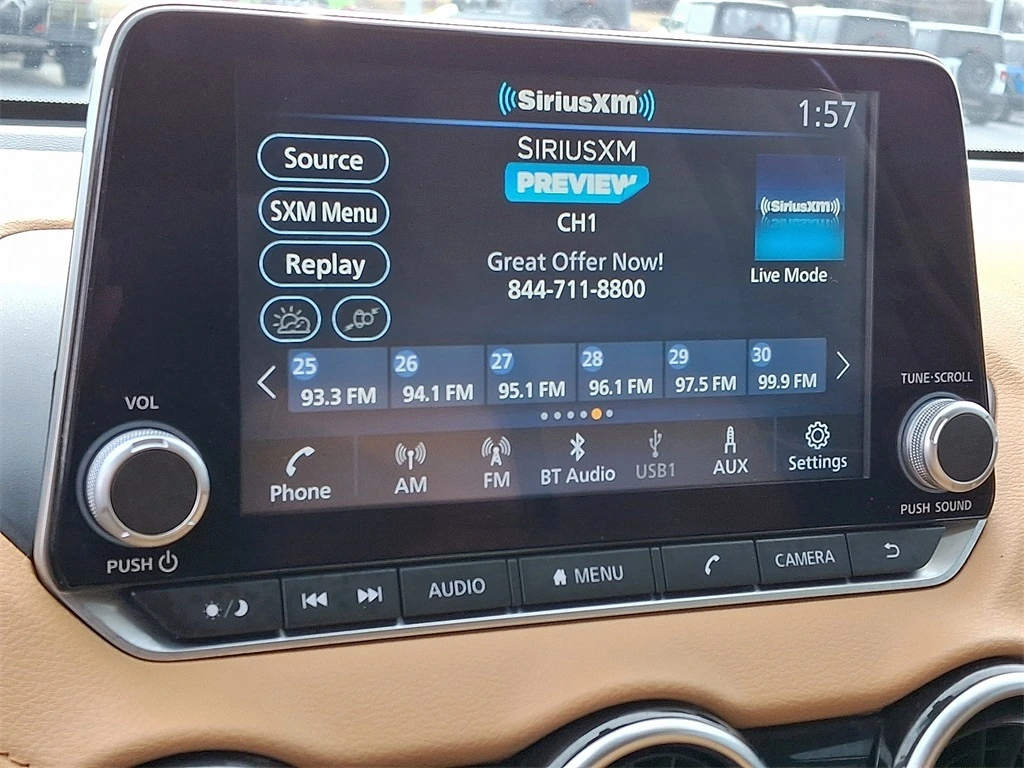 SiriusXM
1:57
Source
SXM Menu
Replay
SIRIUSXM
PREVIEW
CH1
Great Offer Now!
844-711-8800
SiriusXM
Live Mode
25 26 27 28 29 30
93.3 FM 94.1 FM 95.1 FM 96.1 FM 97.5 FM 99.9 FM
Phone AM FM BT Audio USB1 AUX Settings
VOL
PUSH
TUNE·SCROLL
PUSH SOUND
AUDIO MENU CAMERA